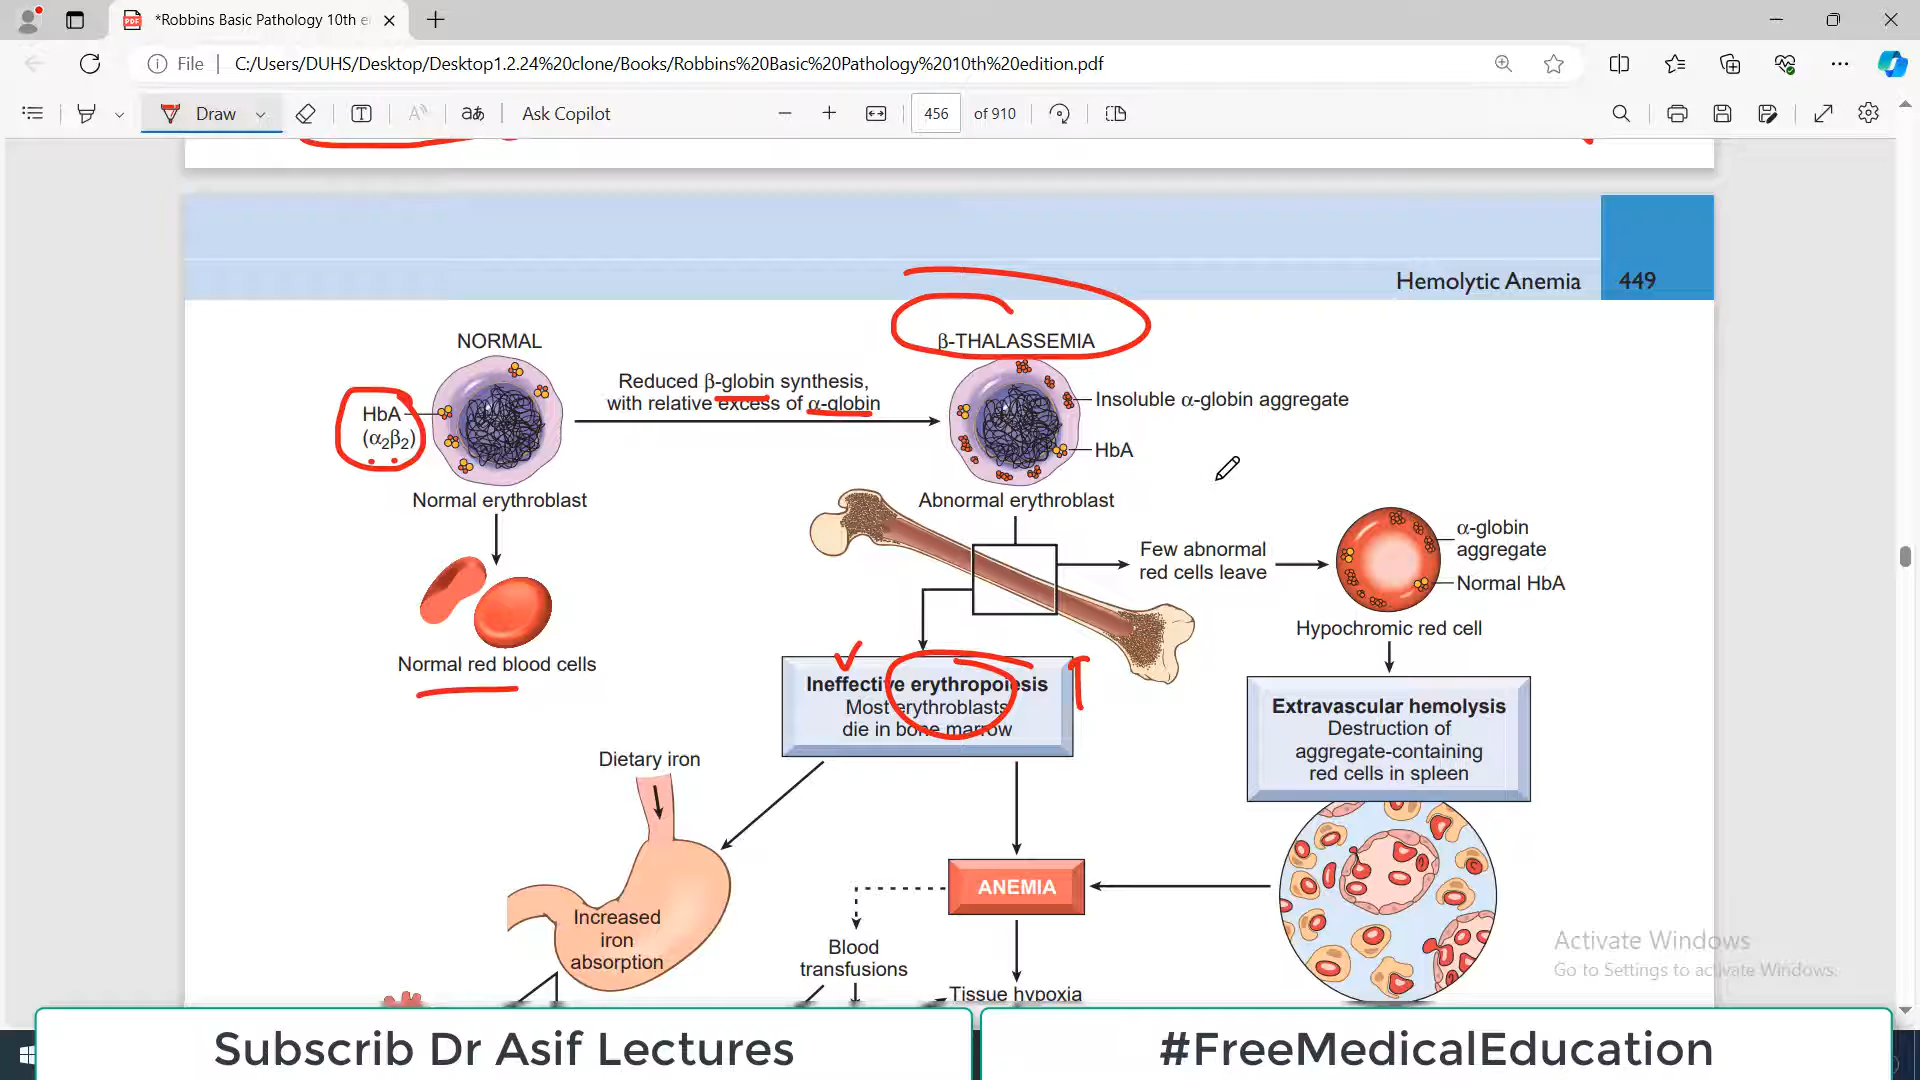 *Robbins Basic Pathology 10th e
File
C:/Users/DUHS/Desktop/Desktop1.2.24%20clone/Books/Robbins%20Basic%20Pathology%2010th%20edition.pdf
Draw
Ask Copilot
456
of 910
Hemolytic Anemia
449
NORMAL
β-THALASSEMIA
Reduced β-globin synthesis,
with relative excess of α-globin
HbA
(α₂β₂)
Insoluble α-globin aggregate
HbA
Normal erythroblast
Abnormal erythroblast
Few abnormal
red cells leave
α-globin
aggregate
Normal HbA
Hypochromic red cell
Normal red blood cells
Ineffective erythropoiesis
Most erythroblasts
die in bone marrow
Extravascular hemolysis
Destruction of
aggregate-containing
red cells in spleen
Dietary iron
ANEMIA
Increased
iron
absorption
Blood
transfusions
Tissue hypoxia
Activate Windows
Go to Settings to activate Windows.
Subscrib Dr Asif Lectures
#FreeMedicalEducation